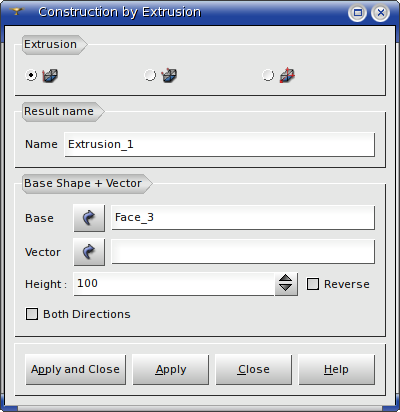 Construction by Extrusion
Extrusion
Result name
Name Extrusion_1
Base Shape + Vector
Base Face_3
Vector
Height : 100 Reverse
Both Directions
Apply and Close Apply Close Help